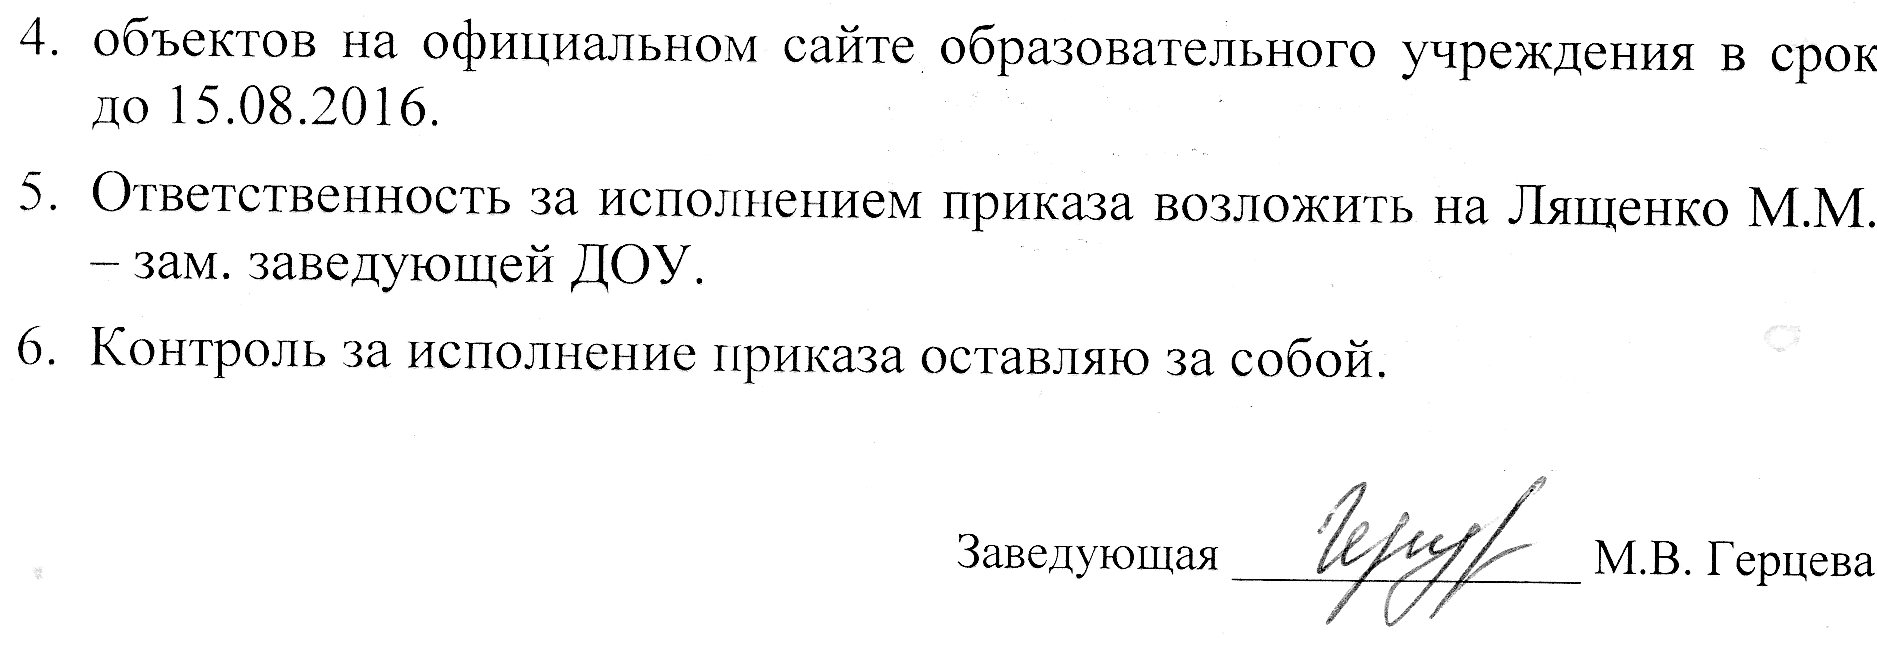 4. объектов на официальном сайте образовательного учреждения в срок
до 15.08.2016.
5. Ответственность за исполнением приказа возложить на Лященко М.М.
– зам. заведующей ДОУ.
6. Контроль за исполнение приказа оставляю за собой.
Заведующая ______________ М.В. Герцева